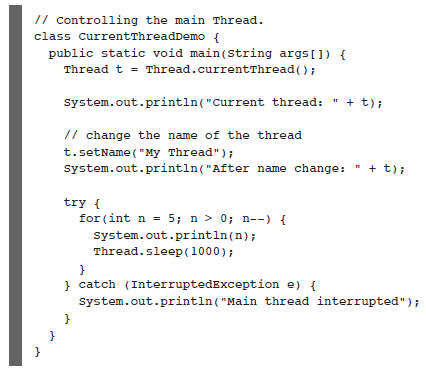 // Controlling the main Thread.
class CurrentThreadDemo {
  public static void main(String args[]) {
    Thread t = Thread.currentThread();

    System.out.println("Current thread: " + t);

    // change the name of the thread
    t.setName("My Thread");
    System.out.println("After name change: " + t);

    try {
      for(int n = 5; n > 0; n--) {
        System.out.println(n);
        Thread.sleep(1000);
      }
    } catch (InterruptedException e) {
      System.out.println("Main thread interrupted");
    }
  }
}